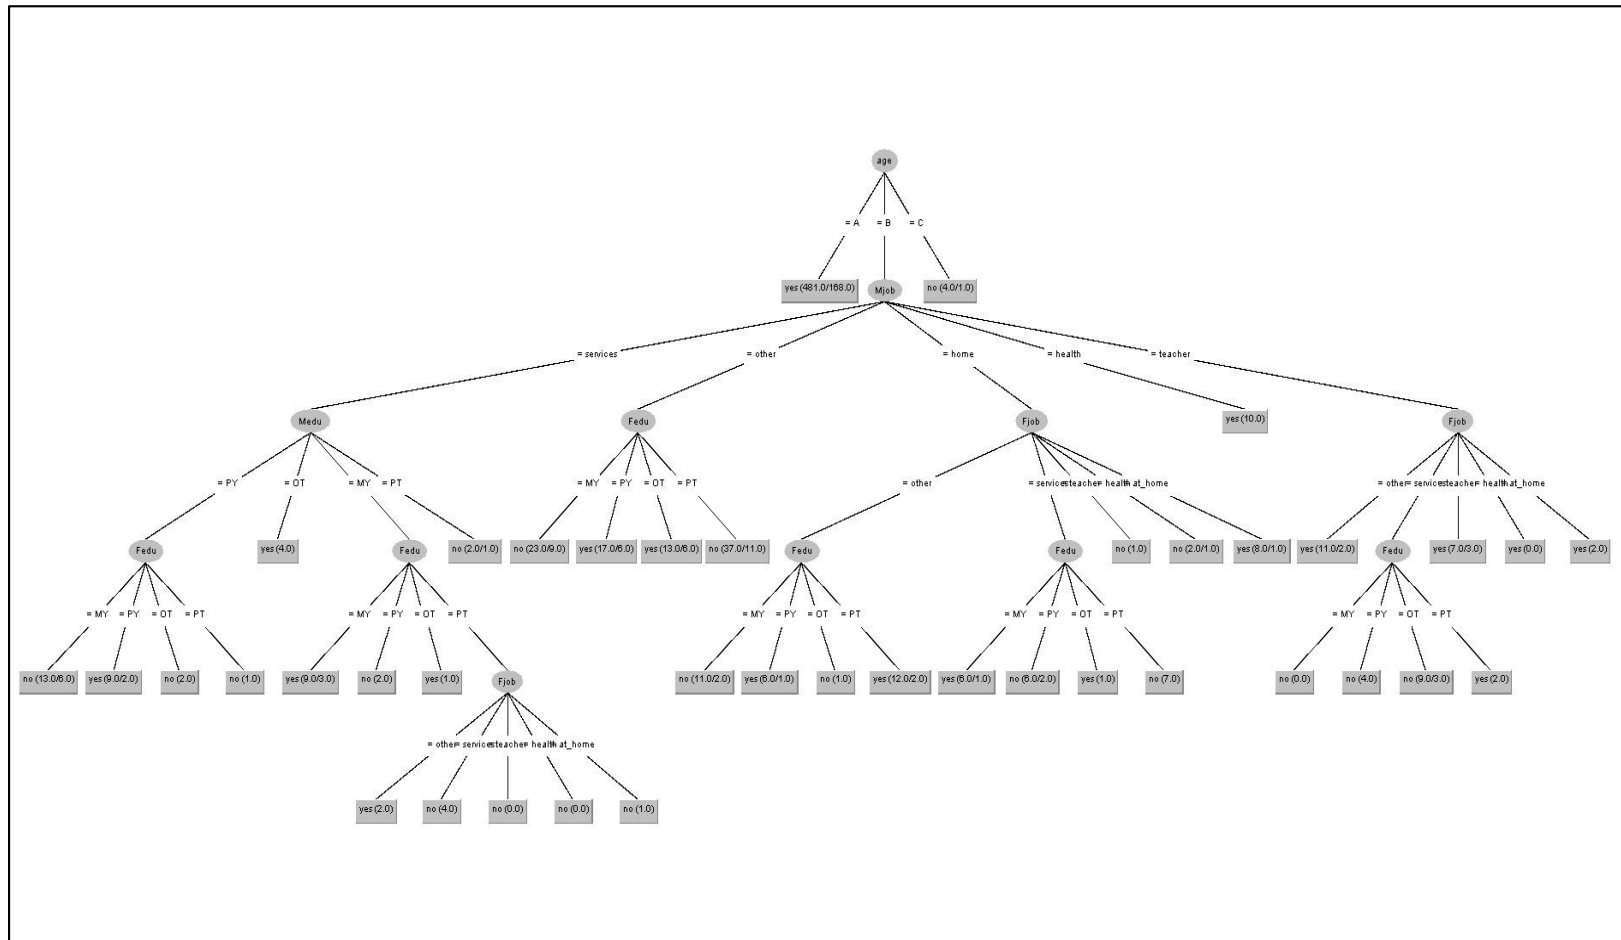 age
= A = B = C
yes (481.0/168.0) Mjob no (4.0/1.0)
= services = other = home = health = teacher
Medu Fedu Fjob yes (10.0) Fjob
= PY = OT = MY = PT = MY = PY = OT = PT = other = services = teacher = health = at_home = other = services = teacher = health = at_home
Fedu yes (4.0) Fedu no (2.0/1.0) no (23.0/9.0) yes (17.0/6.0) yes (13.0/6.0) no (37.0/11.0) Fedu Fedu no (1.0) no (2.0/1.0) yes (8.0/1.0) yes (11.0/2.0) Fedu yes (7.0/3.0) yes (0.0) yes (2.0)
= MY = PY = OT = PT = MY = PY = OT = PT = MY = PY = OT = PT = MY = PY = OT = PT = MY = PY = OT = PT
no (13.0/6.0) yes (9.0/2.0) no (2.0) no (1.0) yes (9.0/3.0) no (2.0) yes (1.0) Fjob no (11.0/2.0) yes (6.0/1.0) no (1.0) yes (12.0/2.0) yes (6.0/1.0) no (6.0/2.0) yes (1.0) no (7.0) no (0.0) no (4.0) no (9.0/3.0) yes (2.0)
= other = services = teacher = health = at_home
yes (2.0) no (4.0) no (0.0) no (0.0) no (1.0)